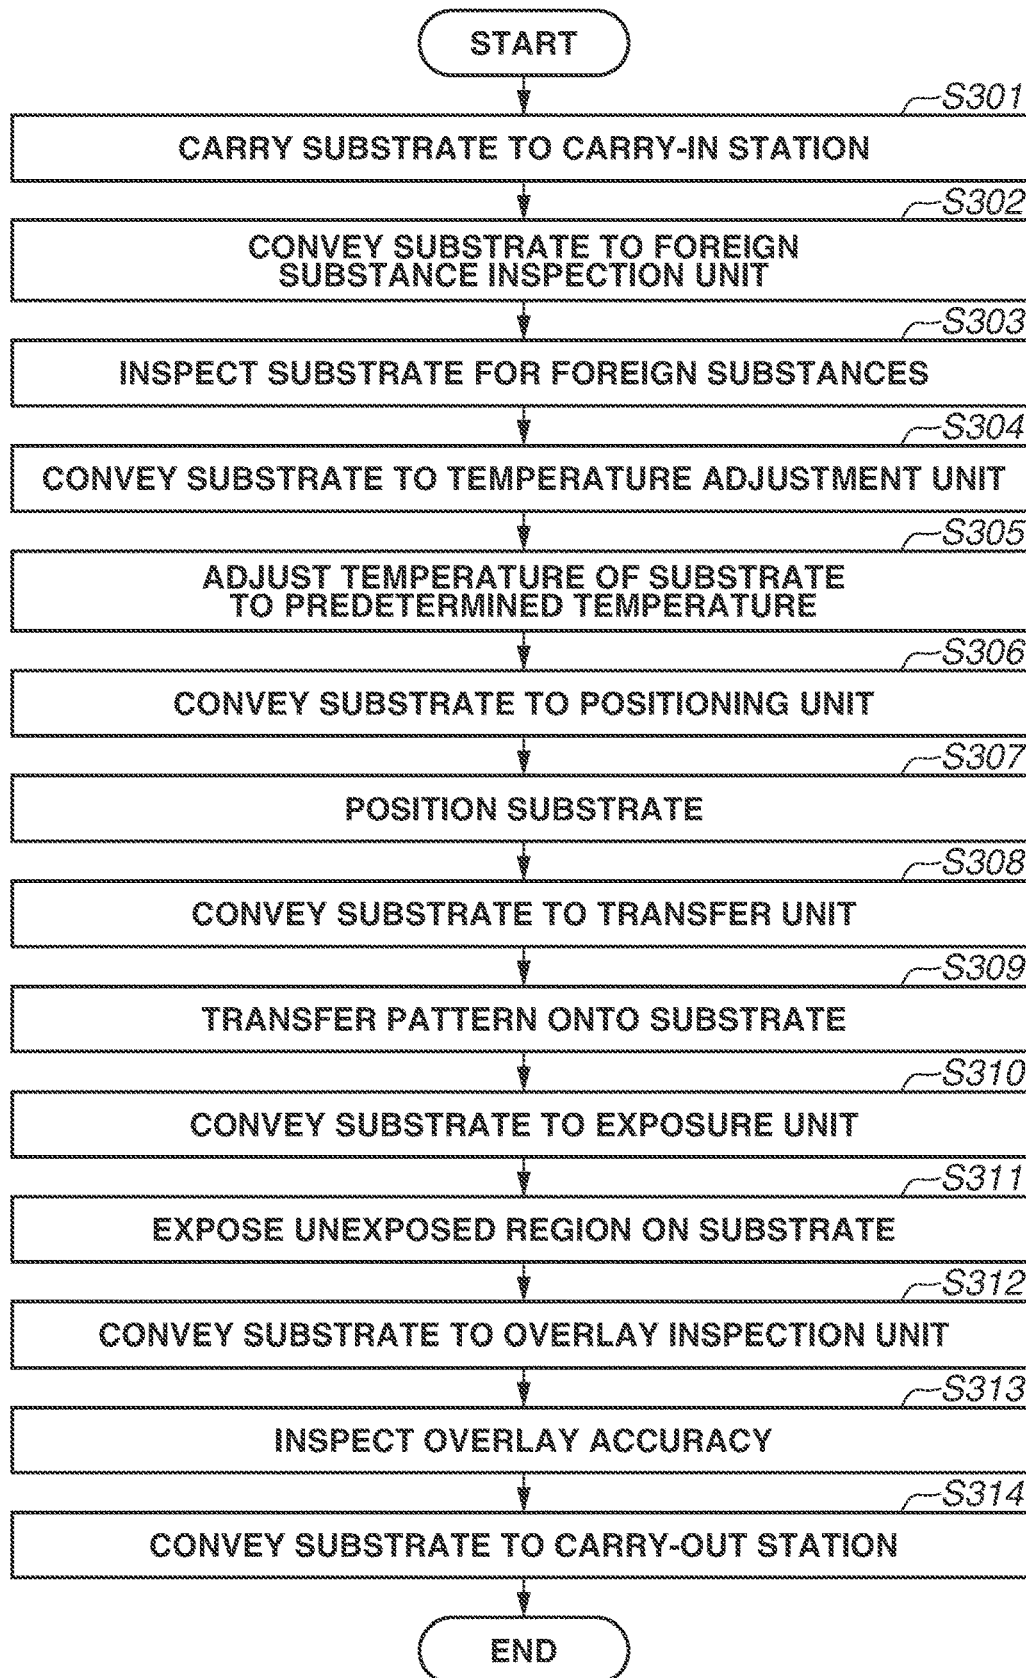 START
S301
CARRY SUBSTRATE TO CARRY-IN STATION
S302
CONVEY SUBSTRATE TO FOREIGN
SUBSTANCE INSPECTION UNIT
S303
INSPECT SUBSTRATE FOR FOREIGN SUBSTANCES
S304
CONVEY SUBSTRATE TO TEMPERATURE ADJUSTMENT UNIT
S305
ADJUST TEMPERATURE OF SUBSTRATE
TO PREDETERMINED TEMPERATURE
S306
CONVEY SUBSTRATE TO POSITIONING UNIT
S307
POSITION SUBSTRATE
S308
CONVEY SUBSTRATE TO TRANSFER UNIT
S309
TRANSFER PATTERN ONTO SUBSTRATE
S310
CONVEY SUBSTRATE TO EXPOSURE UNIT
S311
EXPOSE UNEXPOSED REGION ON SUBSTRATE
S312
CONVEY SUBSTRATE TO OVERLAY INSPECTION UNIT
S313
INSPECT OVERLAY ACCURACY
S314
CONVEY SUBSTRATE TO CARRY-OUT STATION
END